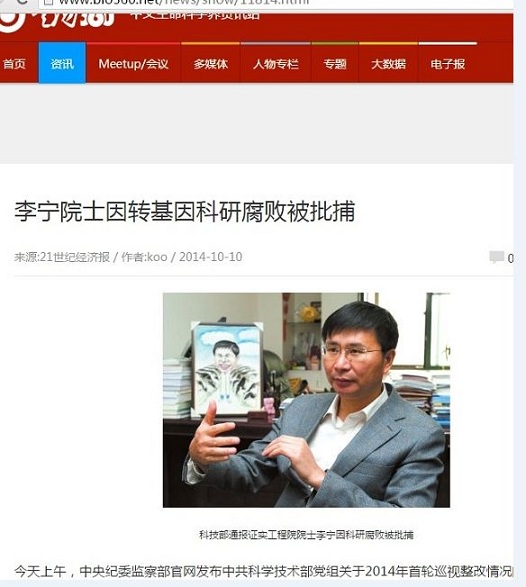 www.bio360.net/news/show/11814.html
中文生命科学界资讯站
首页 资讯 Meetup/会议 多媒体 人物专栏 专题 大数据 电子报
李宁院士因转基因科研腐败被批捕
来源:21世纪经济报 / 作者:koo / 2014-10-10 0
科技部通报证实工程院院士李宁因科研腐败被批捕
今天上午，中央纪委监察部官网发布中共科学技术部党组关于2014年首轮巡视整改情况